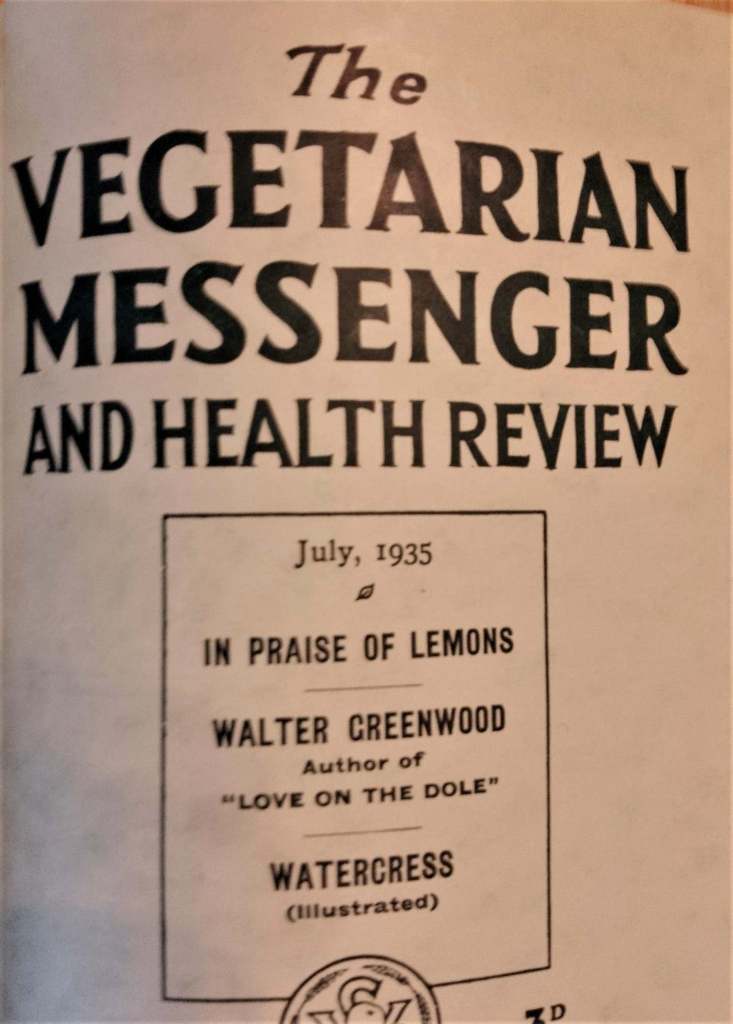 The
VEGETARIAN
MESSENGER
AND HEALTH REVIEW
July, 1935
IN PRAISE OF LEMONS
WALTER GREENWOOD
Author of
"LOVE ON THE DOLE"
WATERCRESS
(Illustrated)
3D